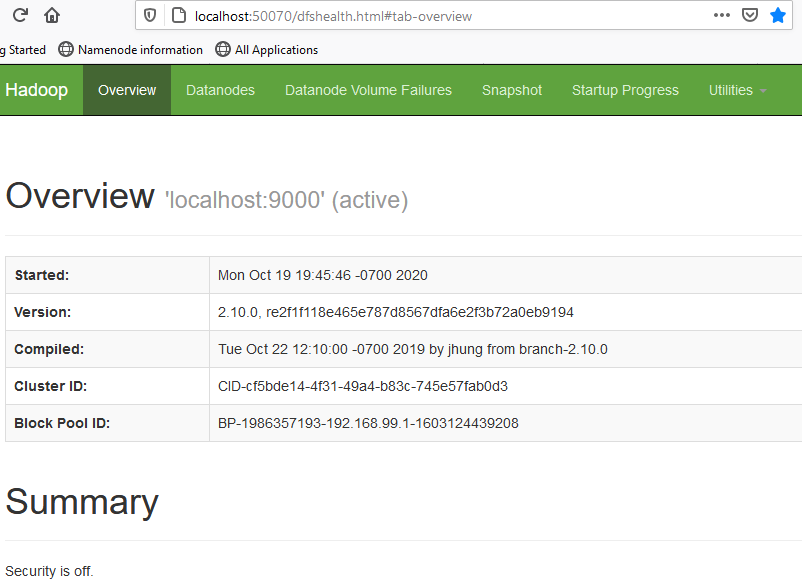 localhost:50070/dfshealth.html#tab-overview
g Started Namenode information All Applications
Hadoop Overview Datanodes Datanode Volume Failures Snapshot Startup Progress Utilities
Overview 'localhost:9000' (active)
Started: Mon Oct 19 19:45:46 -0700 2020
Version: 2.10.0, re2f1f118e465e787d8567dfa6e2f3b72a0eb9194
Compiled: Tue Oct 22 12:10:00 -0700 2019 by jhung from branch-2.10.0
Cluster ID: CID-cf5bde14-4f31-49a4-b83c-745e57fab0d3
Block Pool ID: BP-1986357193-192.168.99.1-1603124439208
Summary
Security is off.